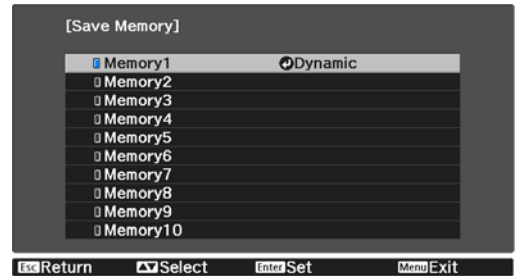 [Save Memory]
Memory1 Dynamic
Memory2
Memory3
Memory4
Memory5
Memory6
Memory7
Memory8
Memory9
Memory10
Esc Return Select Enter Set Menu Exit